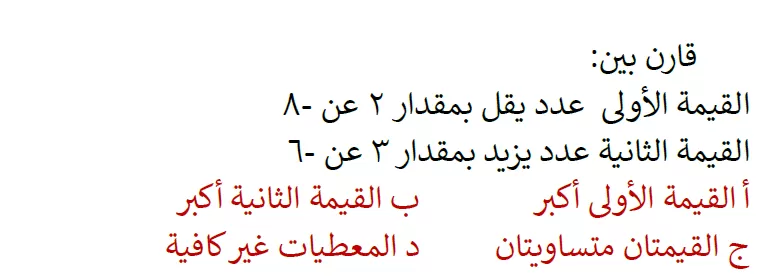 قارن بين:
القيمة الأولى عدد يقل بمقدار ٢ عن -٨
القيمة الثانية عدد يزيد بمقدار ٣ عن -٦
أ القيمة الأولى أكبر ب القيمة الثانية أكبر
ج القيمتان متساويتان د المعطيات غير كافية